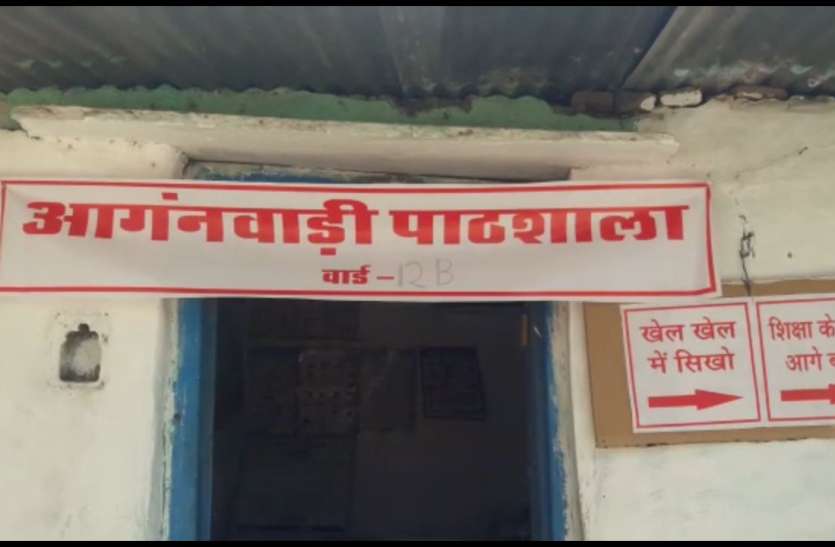 आगंनवाड़ी पाठशाला
वार्ड - 12 B
खेल खेल
में सिखो
शिक्षा के
आगे